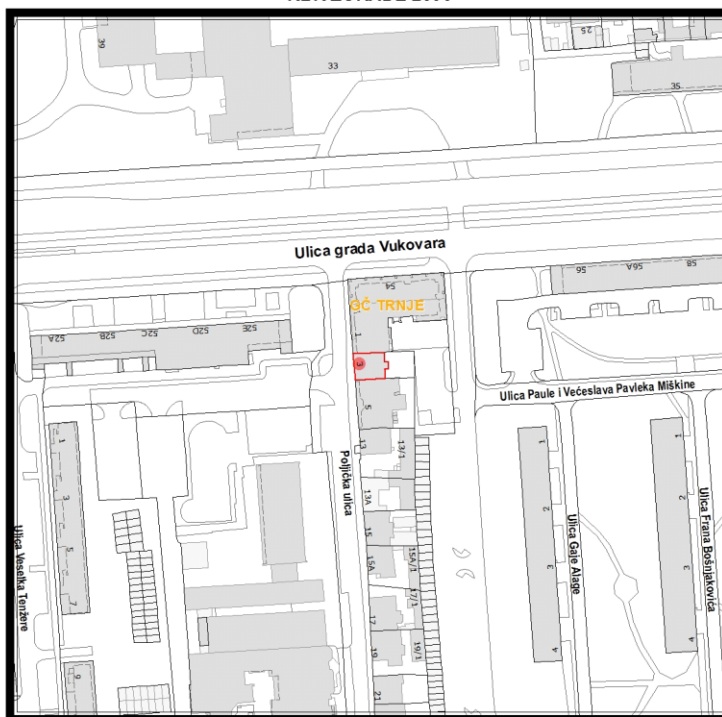 39
33
25
35
Ulica grada Vukovara
54
GČ TRNJE
56
56A
58
52A
52B
52C
52D
52E
1
3
5
Ulica Paule i Većeslava Pavleka Miškine
13
13/1
13A
15
15A
15A/1
17
17/1
19
19/1
21
Poljička ulica
1
3
5
7
9
Ulica Veselka Tenžere
1
2
3
4
Ulica Gaje Alage
1
2
3
4
Ulica Frana Bošnjakovića